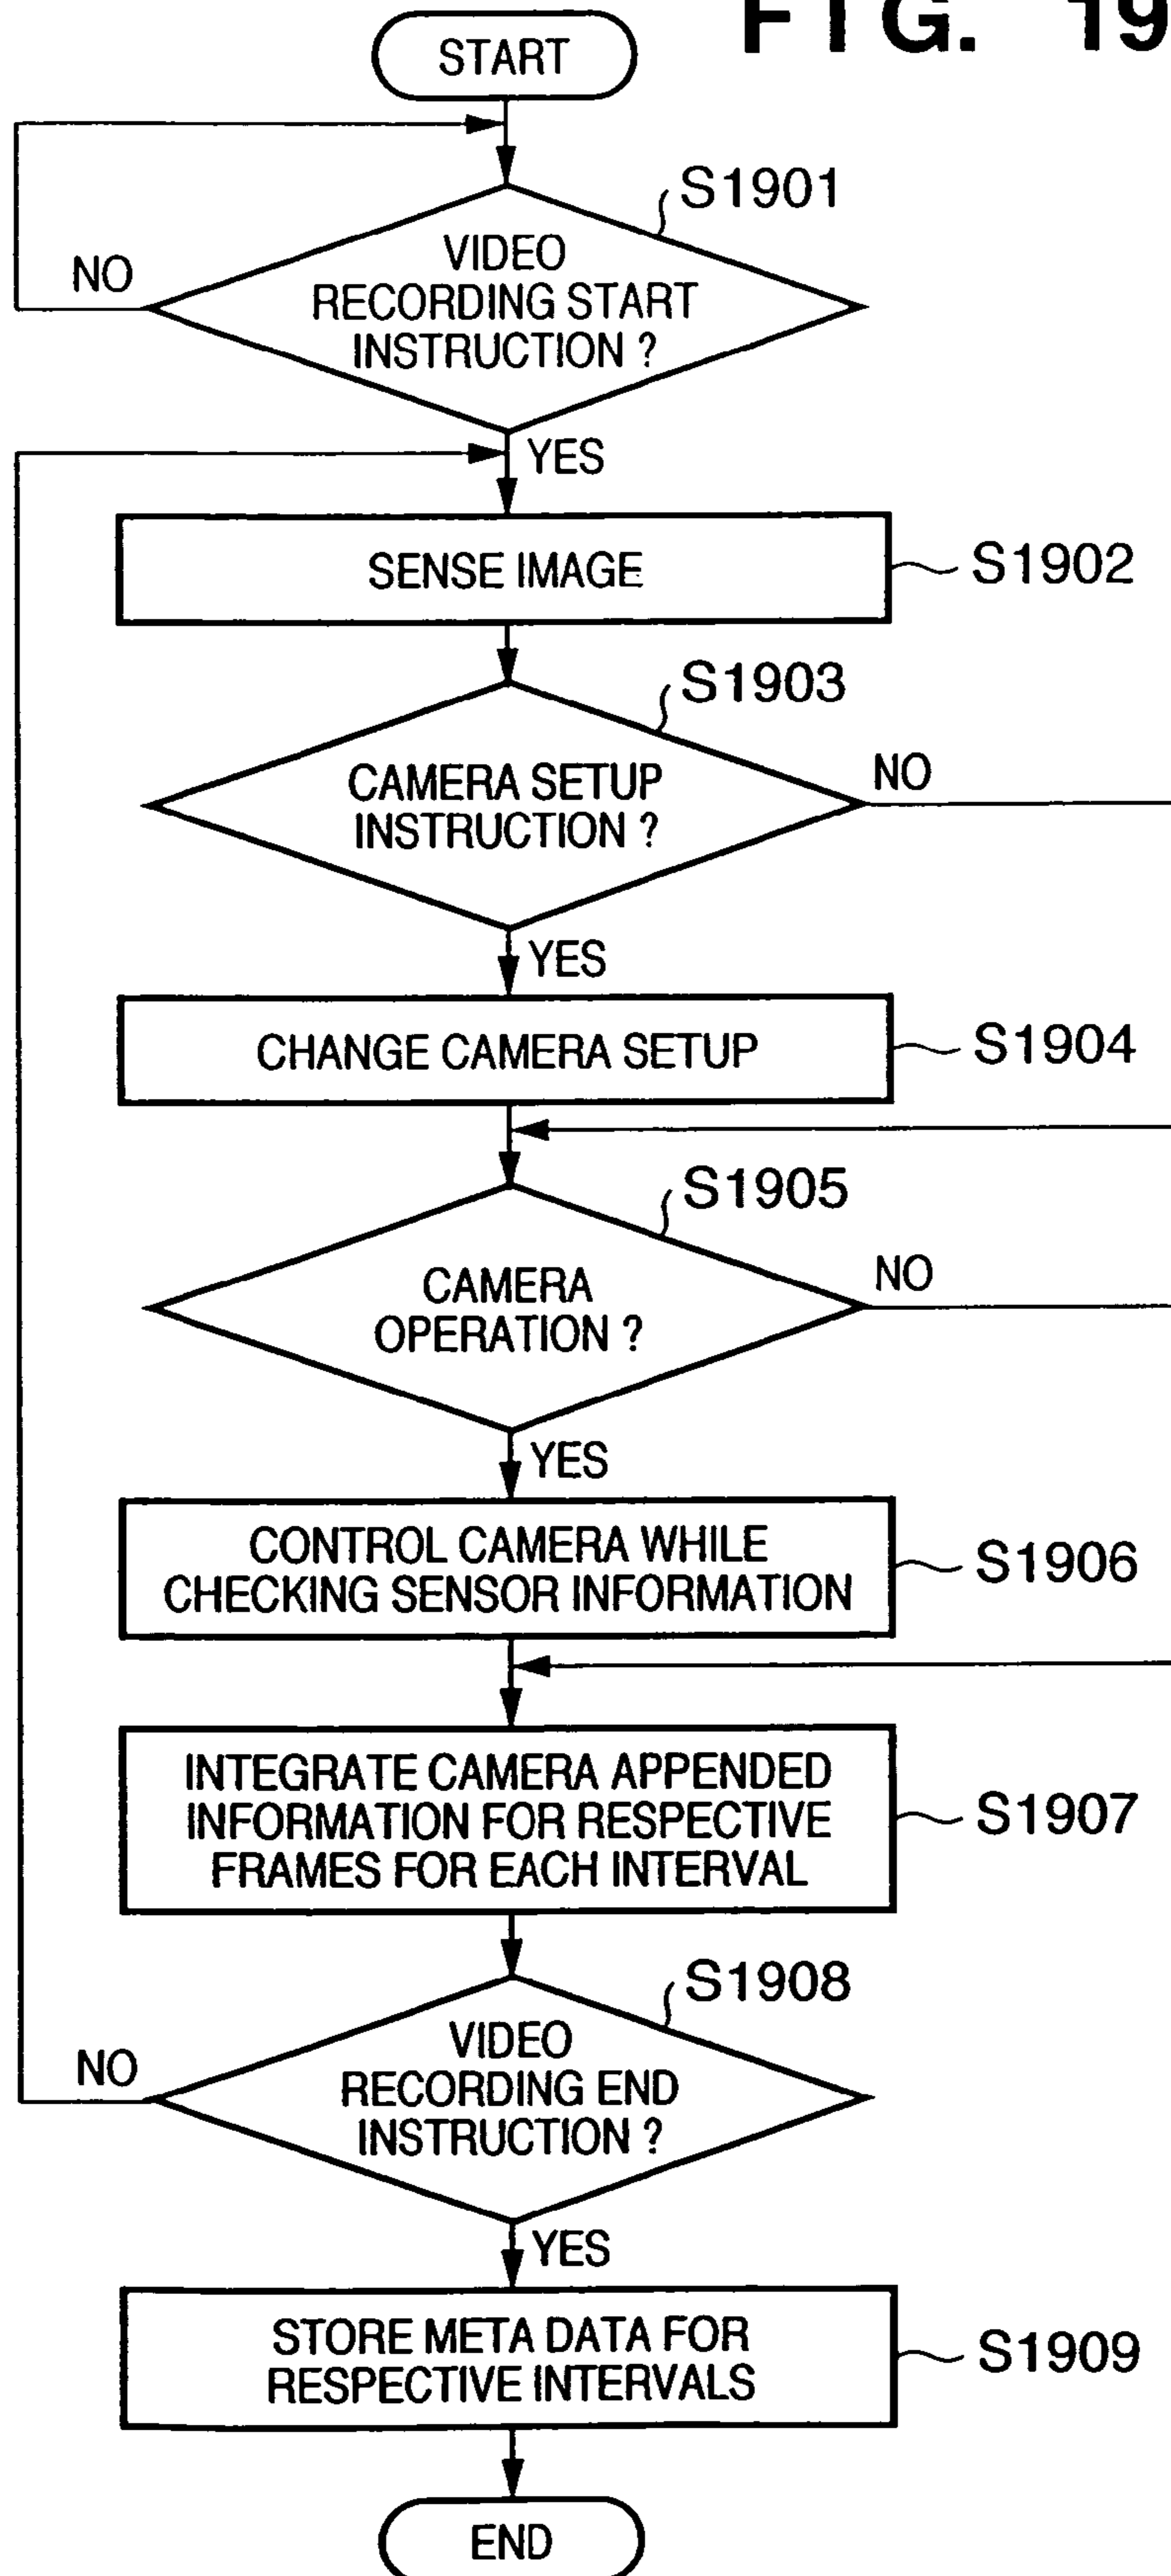 FIG. 19
START
S1901
VIDEO
RECORDING START
INSTRUCTION ?
NO
YES
SENSE IMAGE
S1902
S1903
CAMERA SETUP
INSTRUCTION ?
NO
YES
CHANGE CAMERA SETUP
S1904
S1905
CAMERA
OPERATION ?
NO
YES
CONTROL CAMERA WHILE
CHECKING SENSOR INFORMATION
S1906
INTEGRATE CAMERA APPENDED
INFORMATION FOR RESPECTIVE
FRAMES FOR EACH INTERVAL
S1907
S1908
VIDEO
RECORDING END
INSTRUCTION ?
NO
YES
STORE META DATA FOR
RESPECTIVE INTERVALS
S1909
END